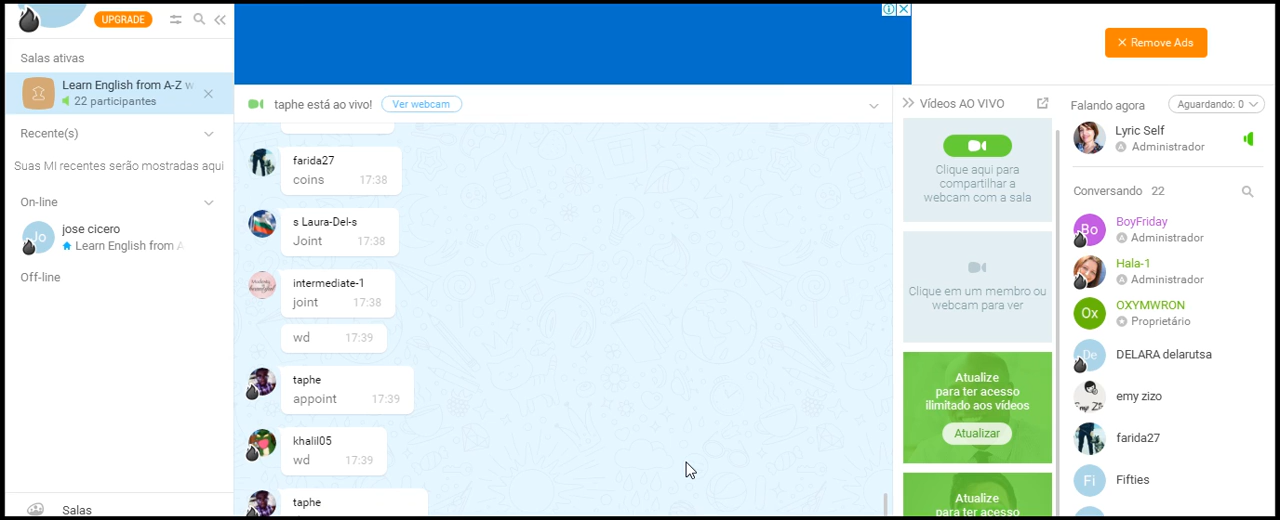 UPGRADE
Salas ativas
Learn English from A-Z w
22 participantes
Recente(s)
Suas MI recentes serão mostradas aqui
On-line
Jo
jose cicero
Learn English from A
Off-line
Salas
Remove Ads
taphe está ao vivo!
Ver webcam
farida27
coins 17:38
s Laura-Del-s
Joint 17:38
intermediate-1
joint 17:38
wd 17:39
taphe
appoint 17:39
khalil05
wd 17:39
taphe
Vídeos AO VIVO
Clique aqui para
compartilhar a
webcam com a sala
Clique em um membro ou
webcam para ver
Atualize
para ter acesso
ilimitado aos vídeos
Atualizar
Atualize
para ter acesso
Falando agora
Aguardando: 0
Lyric Self
Administrador
Conversando 22
Bo
BoyFriday
Administrador
Hala-1
Administrador
Ox
OXYMWRON
Proprietário
De
DELARA delarutsa
emy zizo
farida27
Fi
Fifties